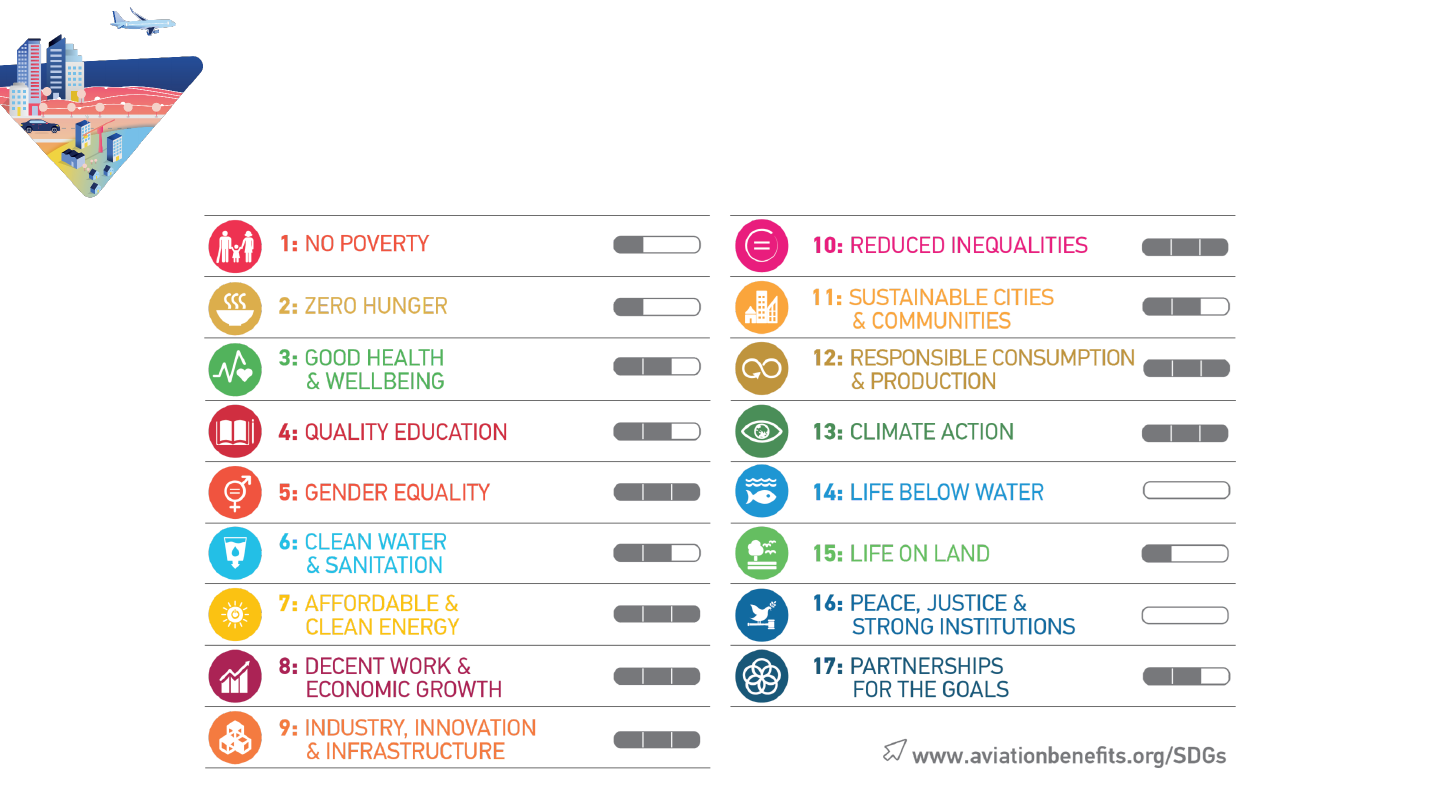 1: NO POVERTY
2: ZERO HUNGER
3: GOOD HEALTH
& WELLBEING
4: QUALITY EDUCATION
5: GENDER EQUALITY
6: CLEAN WATER
& SANITATION
7: AFFORDABLE &
CLEAN ENERGY
8: DECENT WORK &
ECONOMIC GROWTH
9: INDUSTRY, INNOVATION
& INFRASTRUCTURE
10: REDUCED INEQUALITIES
11: SUSTAINABLE CITIES
& COMMUNITIES
12: RESPONSIBLE CONSUMPTION
& PRODUCTION
13: CLIMATE ACTION
14: LIFE BELOW WATER
15: LIFE ON LAND
16: PEACE, JUSTICE &
STRONG INSTITUTIONS
17: PARTNERSHIPS
FOR THE GOALS
www.aviationbenefits.org/SDGs